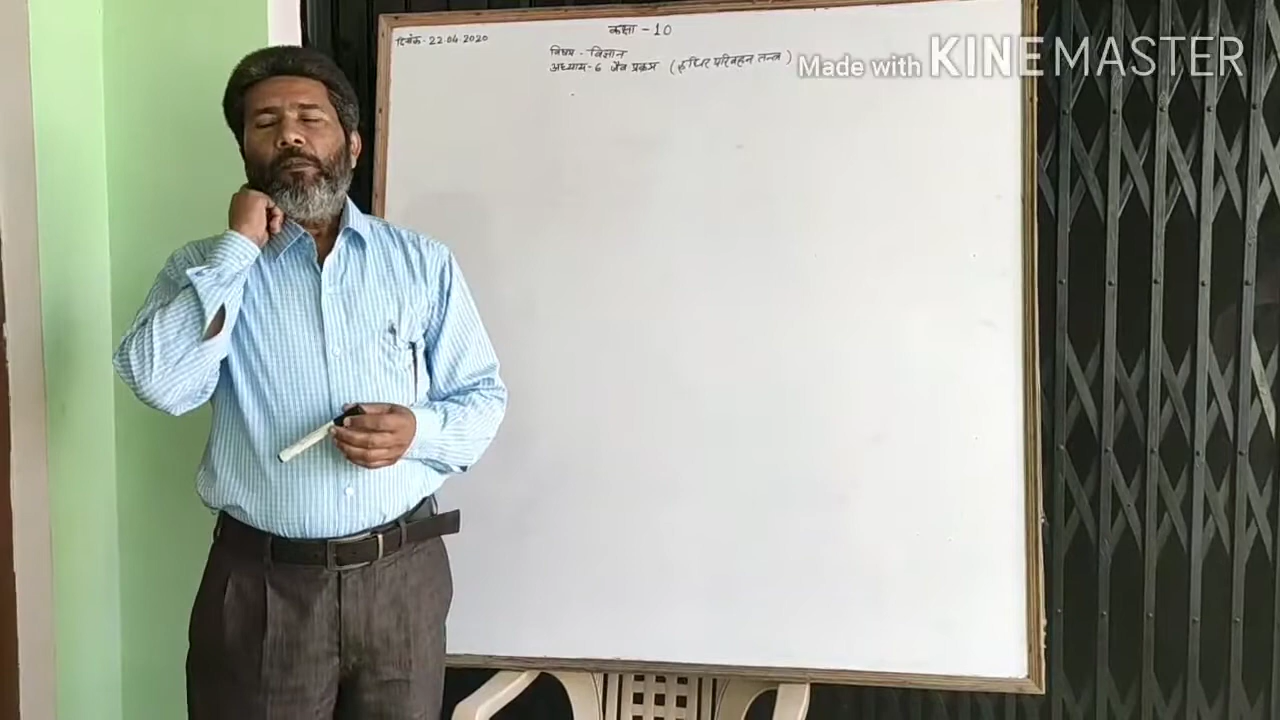 कक्षा - 10
दिनांक- 22.04.2020
विषय - विज्ञान
अध्याय- 6 जैव प्रक्रम (रूधिर परिवहन तन्त्र)
Made with KINEMASTER